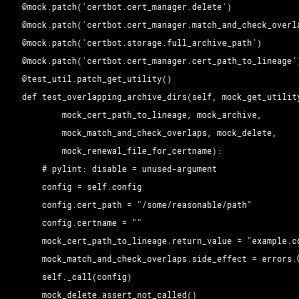 @mock.patch('certbot.cert_manager.delete')
@mock.patch('certbot.cert_manager.match_and_check_overla
@mock.patch('certbot.storage.full_archive_path')
@mock.patch('certbot.cert_manager.cert_path_to_lineage')
@test_util.patch_get_utility()
def test_overlapping_archive_dirs(self, mock_get_utility
mock_cert_path_to_lineage, mock_archive,
mock_match_and_check_overlaps, mock_delete,
mock_renewal_file_for_certname):
# pylint: disable = unused-argument
config = self.config
config.cert_path = "/some/reasonable/path"
config.certname = ""
mock_cert_path_to_lineage.return_value = "example.co
mock_match_and_check_overlaps.side_effect = errors.O
self._call(config)
mock_delete.assert_not_called()